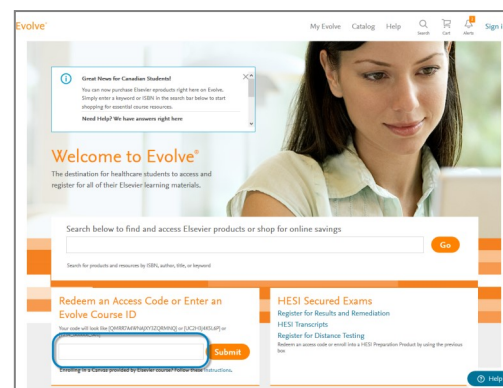 Evolve®
My Evolve Catalog Help Search Cart Alerts Sign i
Great News for Canadian Students!
You can now purchase Elsevier eproducts right here on Evolve.
Simply enter a keyword or ISBN in the search bar below to start
shopping for essential course resources.
Need Help? We have answers right here
Welcome to Evolve®
The destination for healthcare students to access and
register for all of their Elsevier learning materials.
Search below to find and access Elsevier products or shop for online savings
Go
Search for products and resources by ISBN, author, title, or keyword
Redeem an Access Code or Enter an
Evolve Course ID
Your code will look like
Submit
Enrolling in a Canvas provided by Elsevier course? Follow these instructions.
HESI Secured Exams
Register for Results and Remediation
HESI Transcripts
Register for Distance Testing
Redeem an access code or enroll into a HESI Preparation Product by using the previous
box
Help